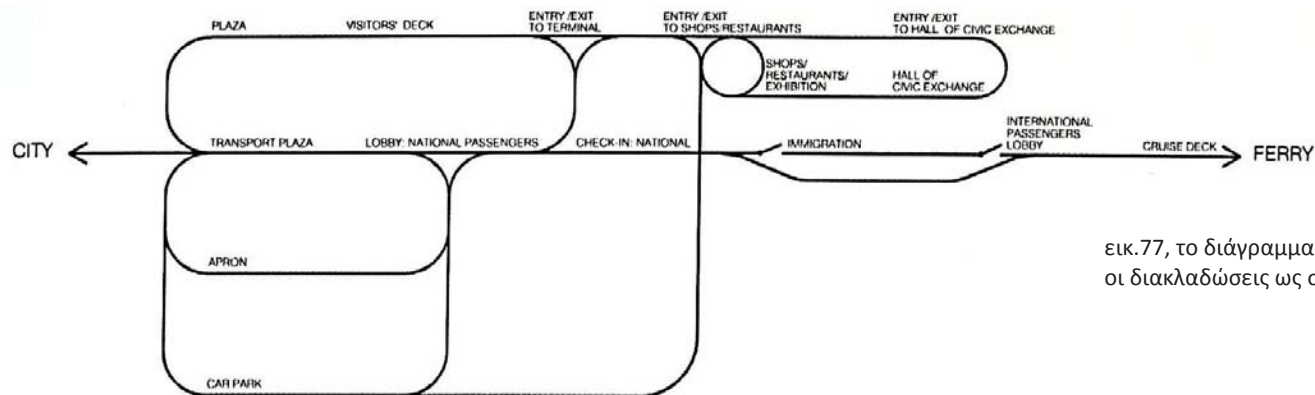 PLAZA
VISITORS' DECK
ENTRY /EXIT
TO TERMINAL
ENTRY /EXIT
TO SHOPS/RESTAURANTS
ENTRY /EXIT
TO HALL OF CIVIC EXCHANGE
SHOPS/
RESTAURANTS/
EXHIBITION
HALL OF
CIVIC EXCHANGE
CITY
TRANSPORT PLAZA
LOBBY: NATIONAL PASSENGERS
CHECK-IN: NATIONAL
IMMIGRATION
INTERNATIONAL
PASSENGERS
LOBBY
CRUISE DECK
FERRY
APRON
CAR PARK
εικ.77, το διάγραμμα
οι διακλαδώσεις ως